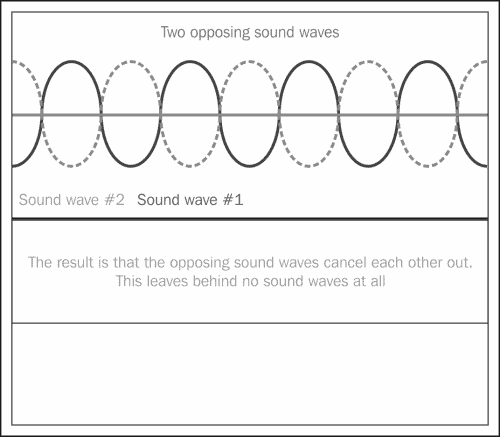 Two opposing sound waves
Sound wave #2 Sound wave #1
The result is that the opposing sound waves cancel each other out.
This leaves behind no sound waves at all